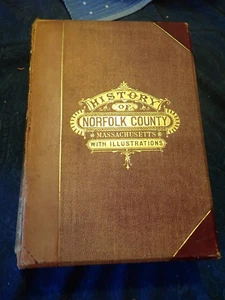 HISTORY
OF
NORFOLK COUNTY
MASSACHUSETTS
WITH ILLUSTRATIONS